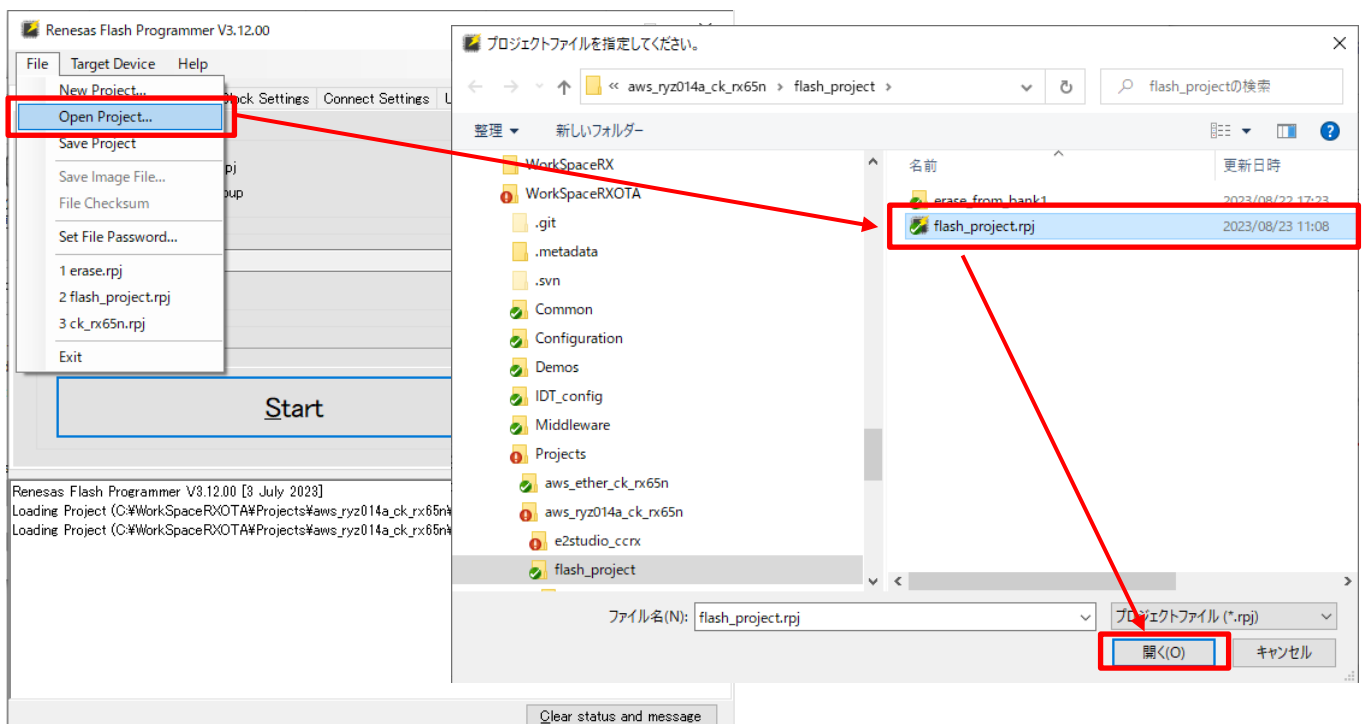 Renesas Flash Programmer V3.12.00
File Target Device Help
New Project...
Open Project...
Save Project
Save Image File...
File Checksum
Set File Password...
1 erase.rpj
2 flash_project.rpj
3 ck_rx65n.rpj
Exit
Clock Settings Connect Settings
Start
Renesas Flash Programmer V3.12.00 [3 July 2023]
Loading Project (C:¥WorkSpaceRXOTA¥Projects¥aws_ryz014a_ck_rx65n¥
Loading Project (C:¥WorkSpaceRXOTA¥Projects¥aws_ryz014a_ck_rx65n¥
Clear status and message
プロジェクトファイルを指定してください。
« aws_ryz014a_ck_rx65n › flash_project ›
flash_projectの検索
整理 新しいフォルダー
WorkSpaceRX
WorkSpaceRXOTA
.git
.metadata
.svn
Common
Configuration
Demos
IDT_config
Middleware
Projects
aws_ether_ck_rx65n
aws_ryz014a_ck_rx65n
e2studio_ccrx
flash_project
名前 更新日時
erase_from_bank1 2023/08/22 17:23
flash_project.rpj 2023/08/23 11:08
ファイル名(N): flash_project.rpj プロジェクトファイル (*.rpj)
開く(O) キャンセル